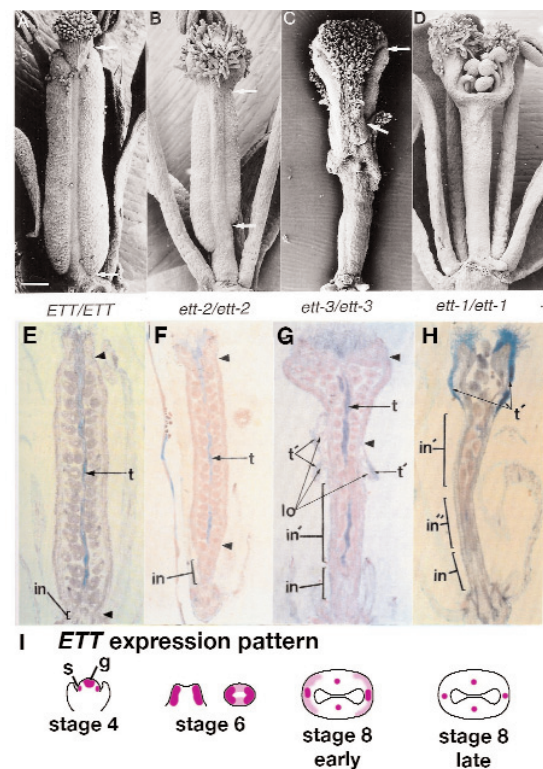 A B C D
ETT/ETT ett-2/ett-2 ett-3/ett-3 ett-1/ett-1
E F G H
t t t t´
t´ t´
lo in´
in´ in´´
in in in in
I ETT expression pattern
s g
stage 4 stage 6 stage 8 stage 8
early late